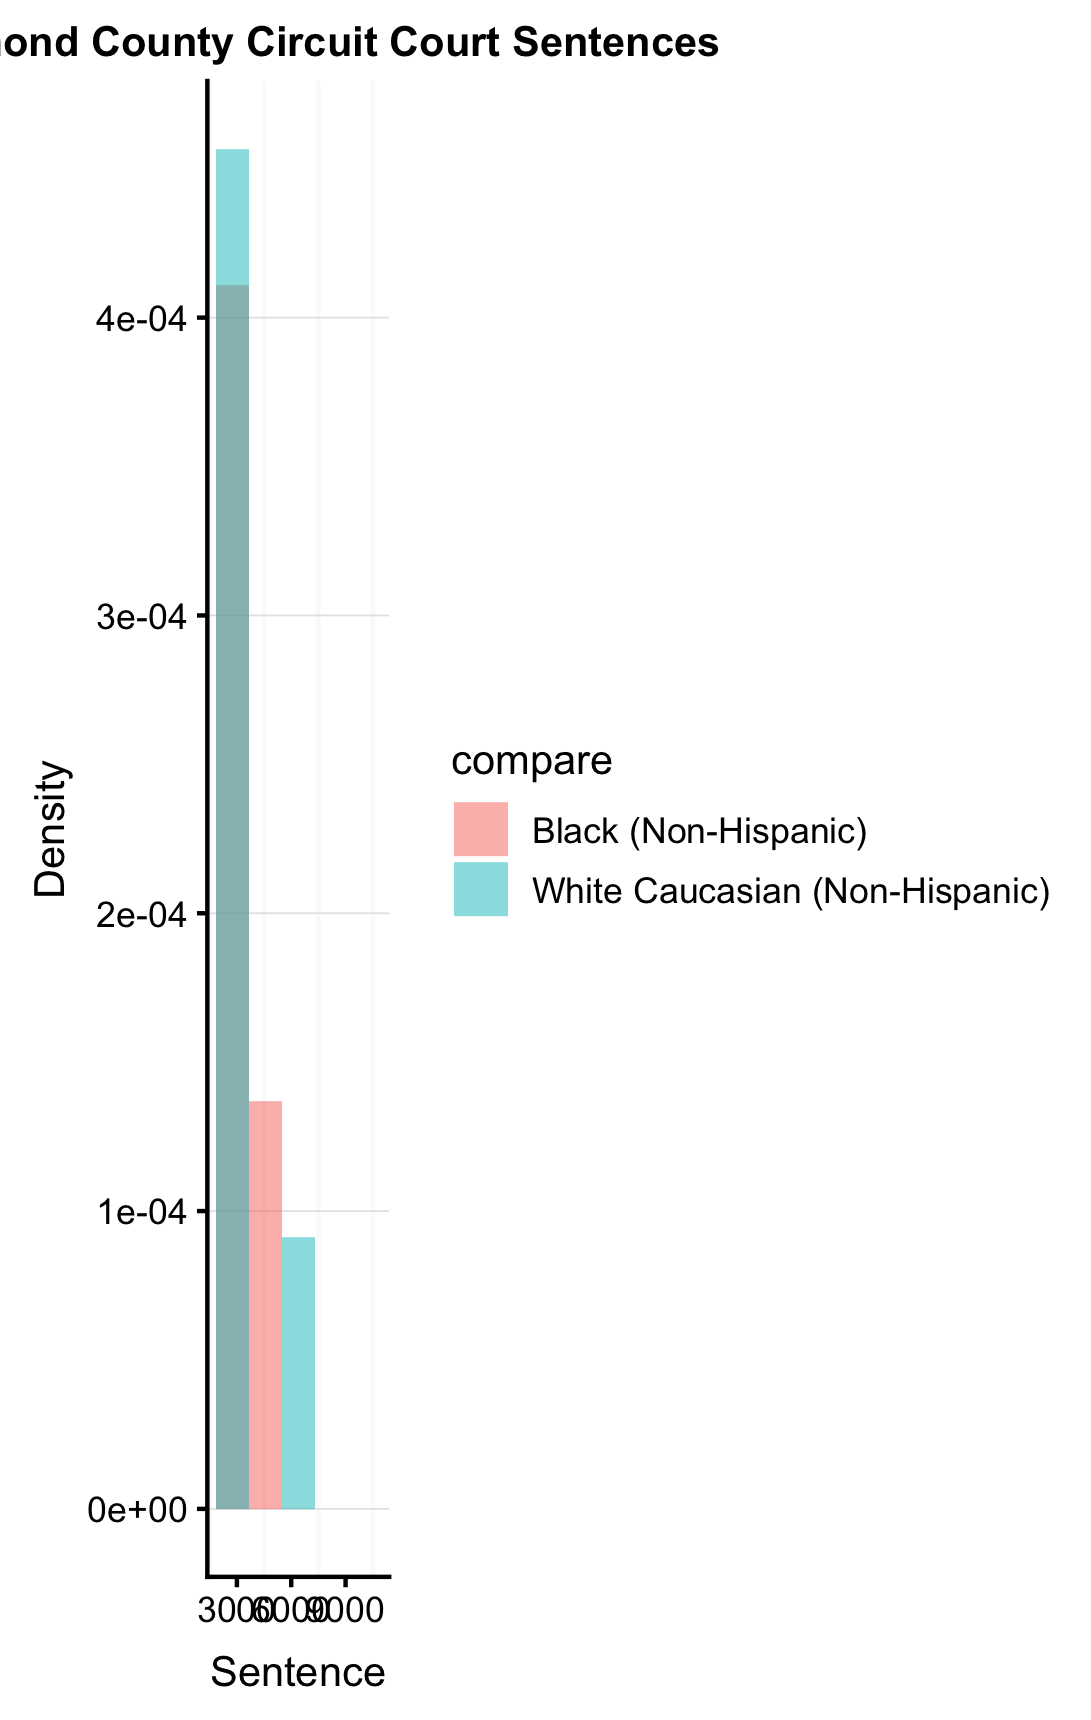 County Circuit Court Sentences
4e-04
3e-04
2e-04
1e-04
0e+00
Density
3000
6000
9000
Sentence
compare
Black (Non-Hispanic)
White Caucasian (Non-Hispanic)